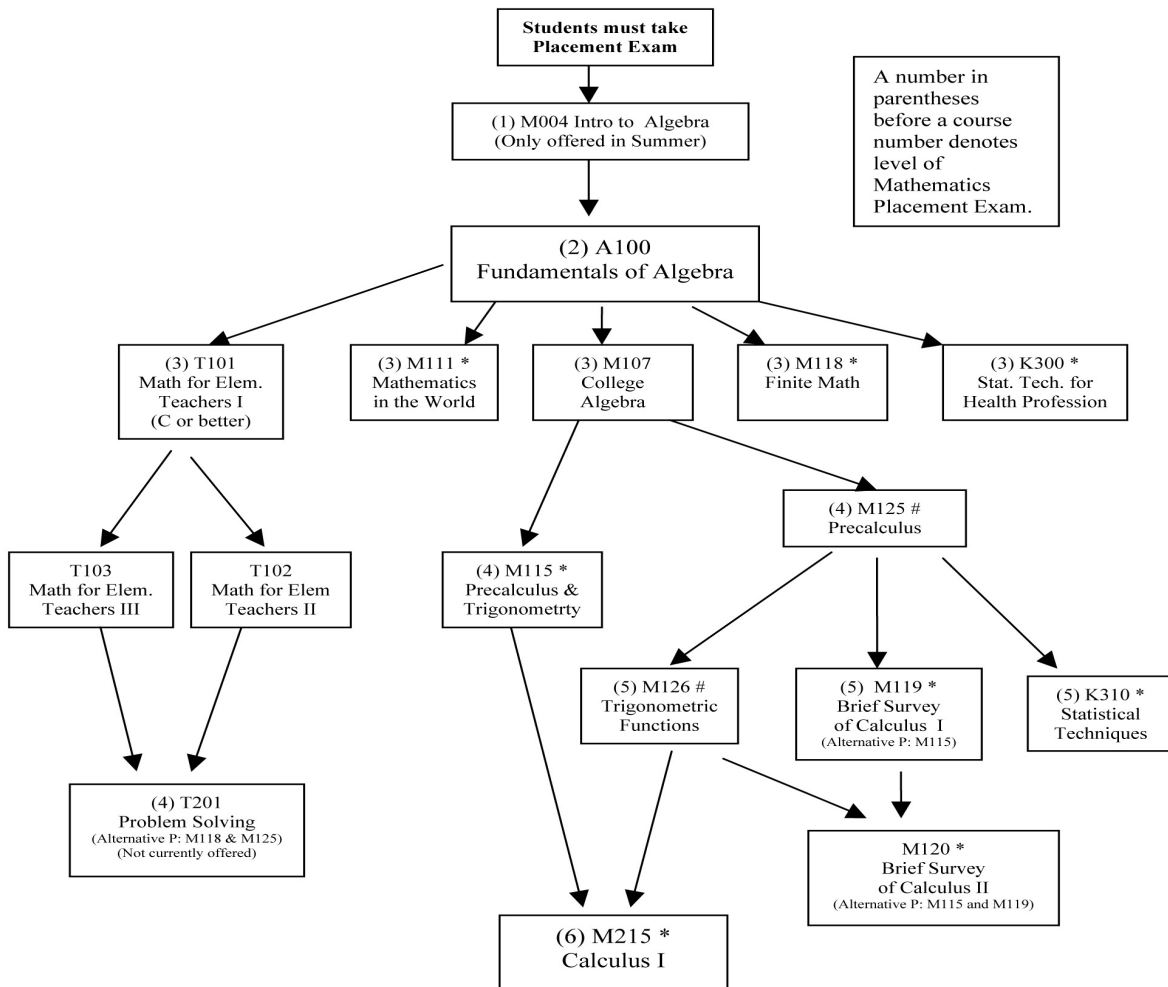 Students must take
Placement Exam
A number in
parentheses
before a course
number denotes
level of
Mathematics
Placement Exam.
(1) M004 Intro to Algebra
(Only offered in Summer)
(2) A100
Fundamentals of Algebra
(3) T101
Math for Elem.
Teachers I
(C or better)
(3) M111 *
Mathematics
in the World
(3) M107
College
Algebra
(3) M118 *
Finite Math
(3) K300 *
Stat. Tech. for
Health Profession
(4) M125 #
Precalculus
T103
Math for Elem.
Teachers III
T102
Math for Elem
Teachers II
(4) M115 *
Precalculus &
Trigonometrty
(5) M126 #
Trigonometric
Functions
(5) M119 *
Brief Survey
of Calculus I
(Alternative P: M115)
(5) K310 *
Statistical
Techniques
(4) T201
Problem Solving
(Alternative P: M118 & M125)
(Not currently offered)
M120 *
Brief Survey
of Calculus II
(Alternative P: M115 and M119)
(6) M215 *
Calculus I